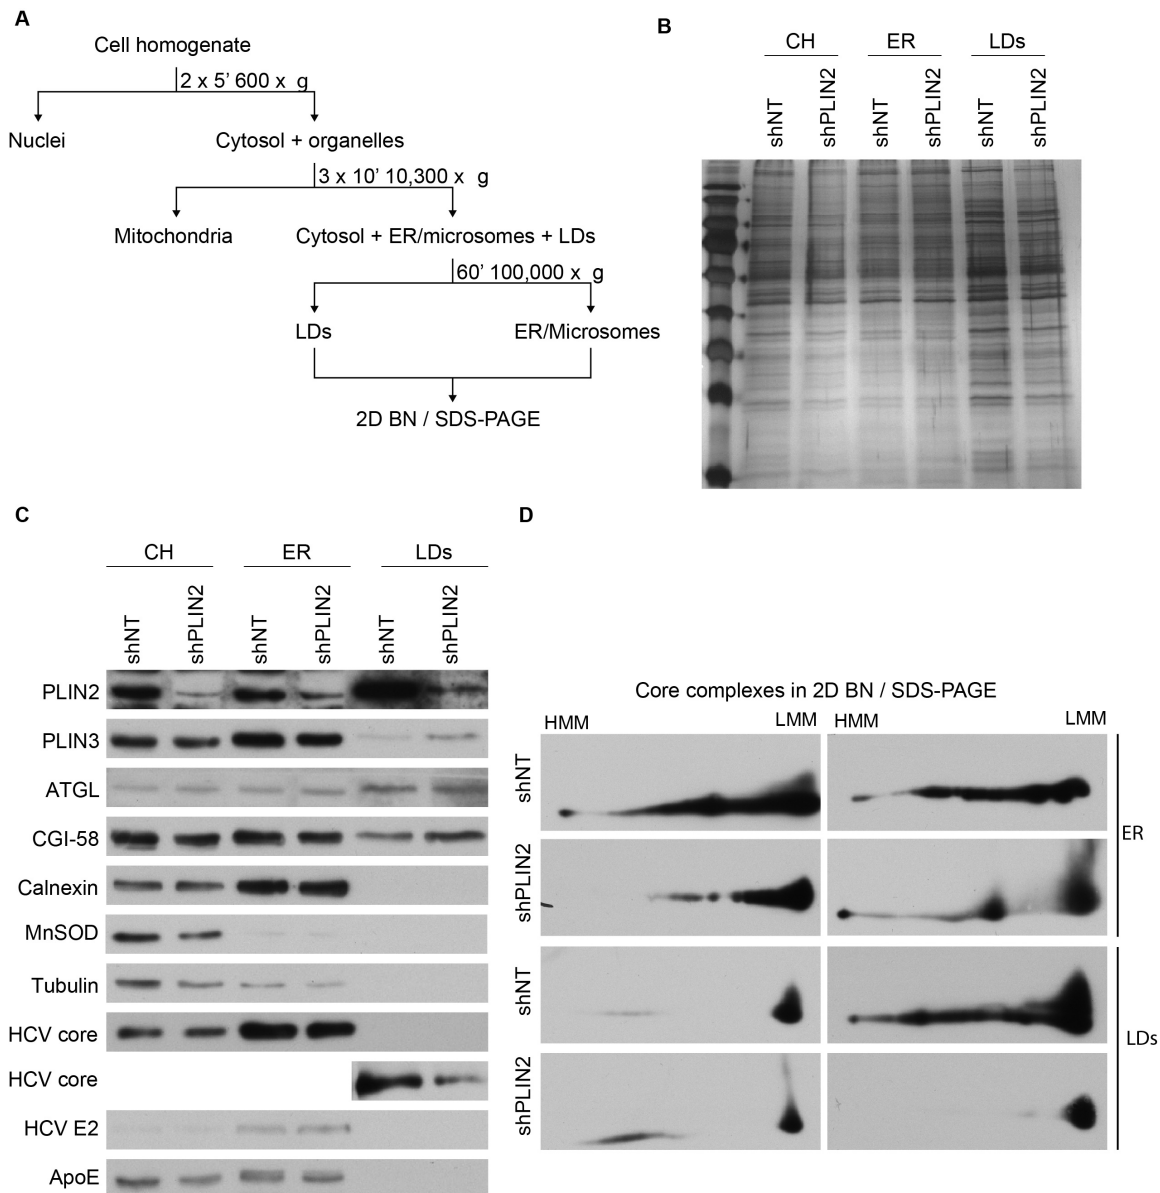 A
Cell homogenate
2 x 5’ 600 x g
Nuclei
Cytosol + organelles
3 x 10’ 10,300 x g
Mitochondria
Cytosol + ER/microsomes + LDs
60’ 100,000 x g
LDs
ER/Microsomes
2D BN / SDS-PAGE
B
CH ER LDs
shNT shPLIN2 shNT shPLIN2 shNT shPLIN2
C
CH ER LDs
shNT shPLIN2 shNT shPLIN2 shNT shPLIN2
PLIN2
PLIN3
ATGL
CGI-58
Calnexin
MnSOD
Tubulin
HCV core
HCV core
HCV E2
ApoE
D
Core complexes in 2D BN / SDS-PAGE
HMM LMM HMM LMM
shNT
shPLIN2
ER
shNT
shPLIN2
LDs